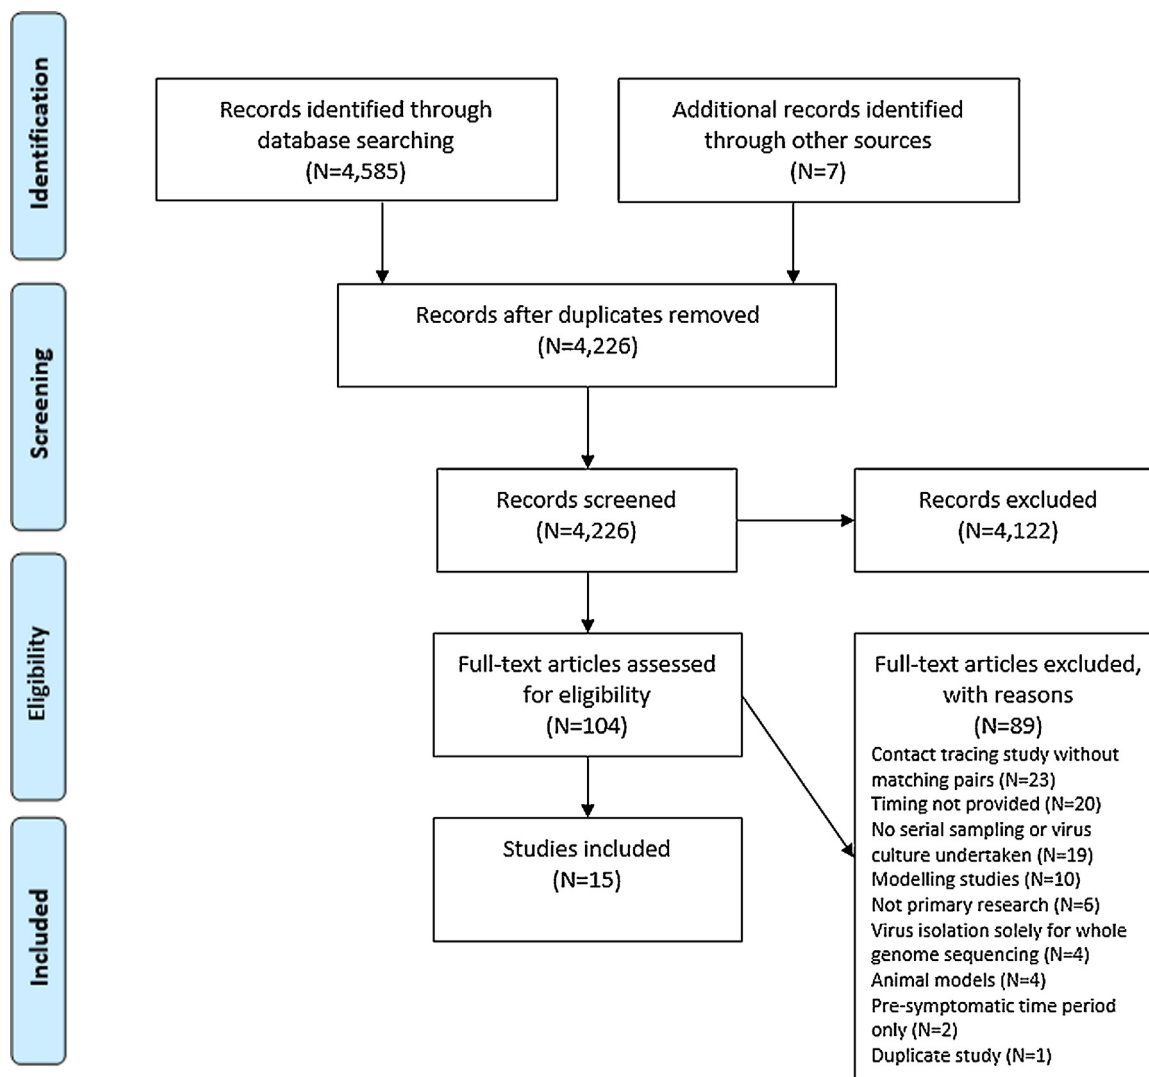 Identification
Records identified through
database searching
(N=4,585)
Additional records identified
through other sources
(N=7)
Screening
Records after duplicates removed
(N=4,226)
Records screened
(N=4,226)
Records excluded
(N=4,122)
Eligibility
Full-text articles assessed
for eligibility
(N=104)
Full-text articles excluded,
with reasons
(N=89)
Contact tracing study without
matching pairs (N=23)
Timing not provided (N=20)
No serial sampling or virus
culture undertaken (N=19)
Modelling studies (N=10)
Not primary research (N=6)
Virus isolation solely for whole
genome sequencing (N=4)
Animal models (N=4)
Pre-symptomatic time period
only (N=2)
Duplicate study (N=1)
Included
Studies included
(N=15)